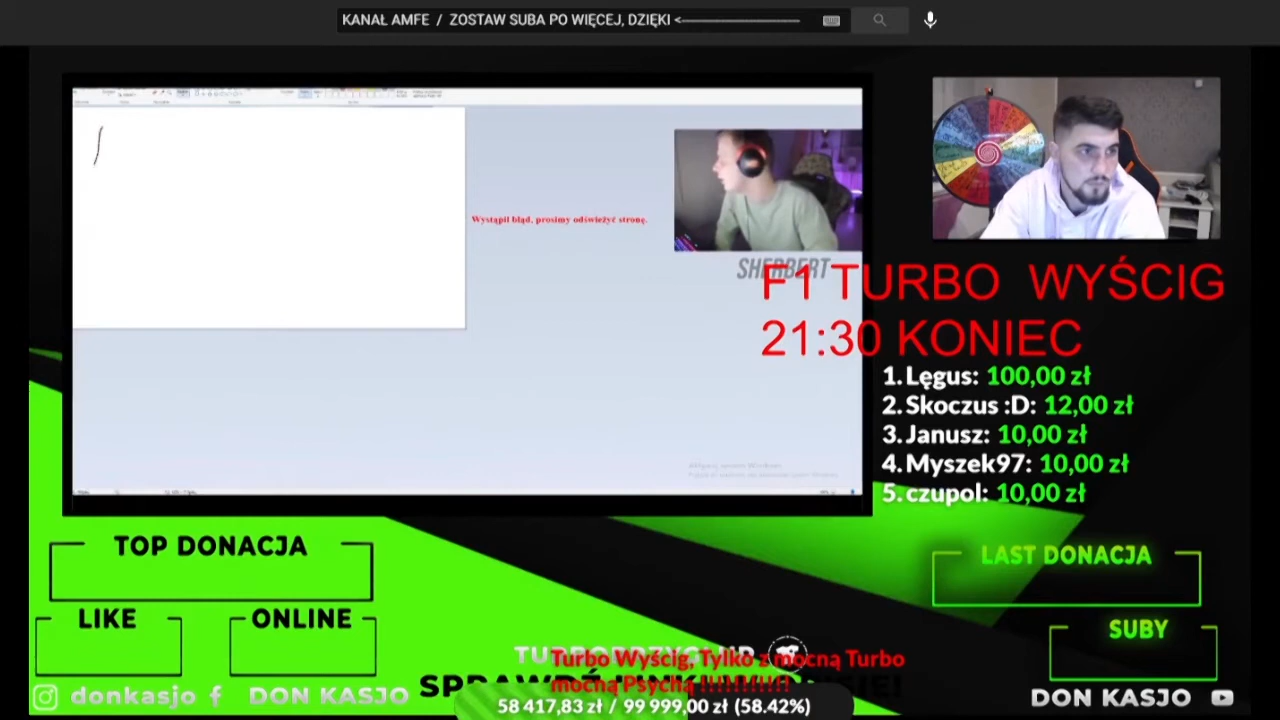 KANAŁ AMFE / ZOSTAW SUBA PO WIĘCEJ, DZIĘKI <----------------------------
Wystąpił błąd, prosimy odświeżyć stronę.
SHERBERT
F1 TURBO WYŚCIG
21:30 KONIEC
1. Lęgus: 100,00 zł
2. Skoczus :D: 12,00 zł
3. Janusz: 10,00 zł
4. Myszek97: 10,00 zł
5. czupol: 10,00 zł
TOP DONACJA
LAST DONACJA
LIKE
ONLINE
SUBY
Turbo Wyścig, Tylko z mocną Turbo
mocną Psychą !!!!!!!!!!!!
donkasjo
DON KASJO
58 417,83 zł / 99 999,00 zł (58.42%)
DON KASJO